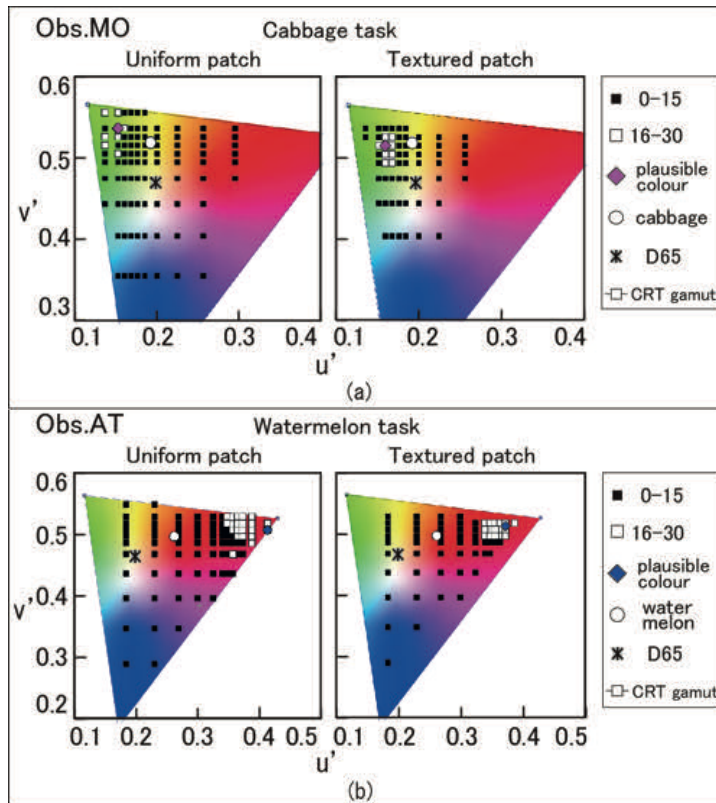 Obs.MO
Cabbage task
Uniform patch
Textured patch
0.6
0.5
v'
0.4
0.3
0.1 0.2 0.3 0.1 0.2 0.3 0.4
u'
0-15
16-30
plausible
colour
cabbage
D65
CRT gamut
(a)
Obs.AT
Watermelon task
Uniform patch
Textured patch
0.6
0.5
0.4
v'
0.3
0.2
0.1 0.2 0.3 0.4 0.5 0.1 0.2 0.3 0.4 0.5
u'
0-15
16-30
plausible
colour
water
melon
D65
CRT gamut
(b)